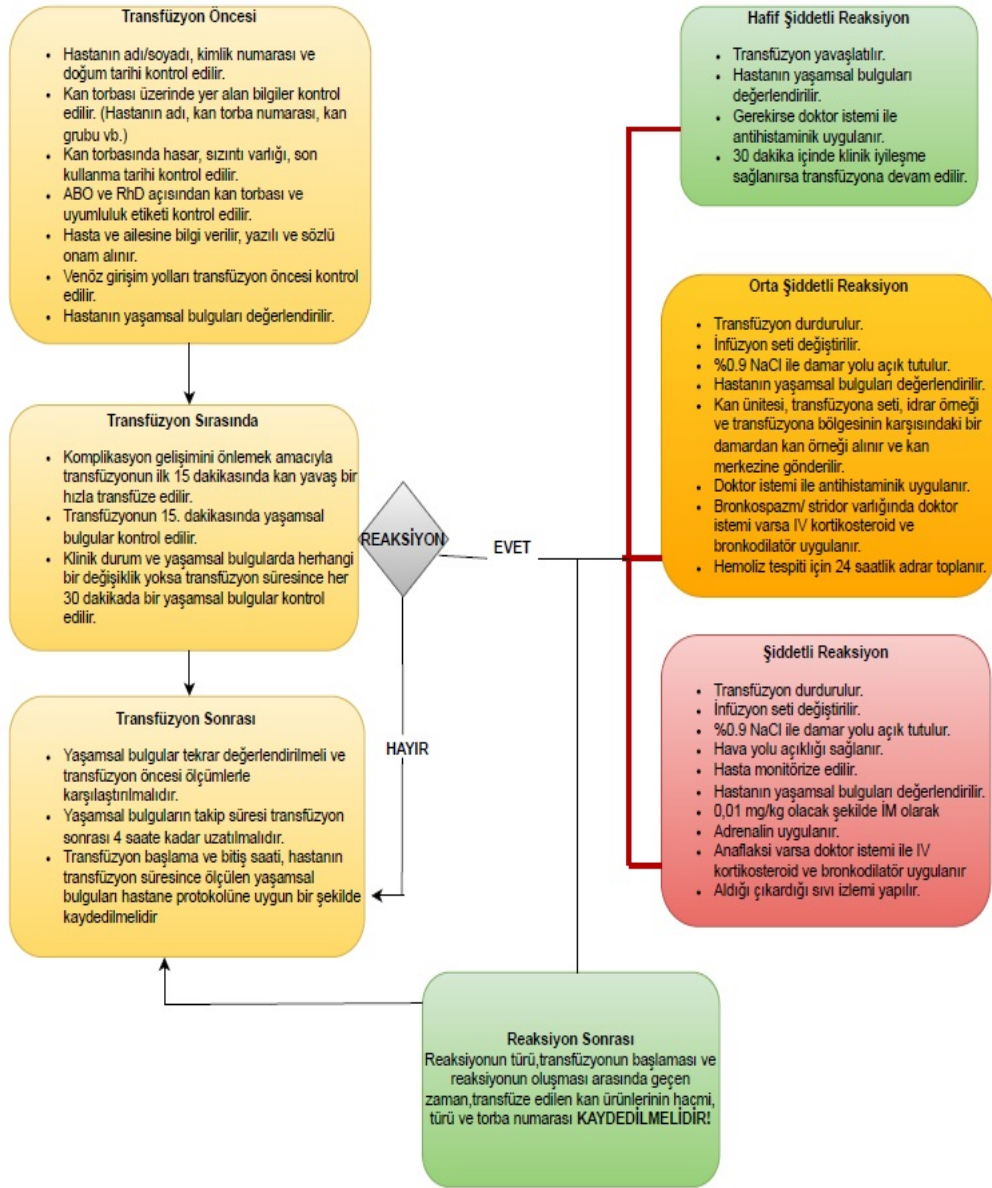 Transfüzyon Öncesi
• Hastanın adı/soyadı, kimlik numarası ve
doğum tarihi kontrol edilir.
• Kan torbası üzerinde yer alan bilgiler kontrol
edilir. (Hastanın adı, kan torba numarası, kan
grubu vb.)
• Kan torbasında hasar, sızıntı varlığı, son
kullanma tarihi kontrol edilir.
• ABO ve RhD açısından kan torbası ve
uyumluluk etiketi kontrol edilir.
• Hasta ve ailesine bilgi verilir, yazılı ve sözlü
onam alınır.
• Venöz girişim yolları transfüzyon öncesi kontrol
edilir.
• Hastanın yaşamsal bulguları değerlendirilir.
Transfüzyon Sırasında
• Komplikasyon gelişimini önlemek amacıyla
transfüzyonun ilk 15 dakikasında kan yavaş bir
hızla transfüze edilir.
• Transfüzyonun 15. dakikasında yaşamsal
bulgular kontrol edilir.
• Klinik durum ve yaşamsal bulgularda herhangi
bir değişiklik yoksa transfüzyon süresince her
30 dakikada bir yaşamsal bulgular kontrol
edilir.
Transfüzyon Sonrası
• Yaşamsal bulgular tekrar değerlendirilmeli ve
transfüzyon öncesi ölçümlerle
karşılaştırılmalıdır.
• Yaşamsal bulguların takip süresi transfüzyon
sonrası 4 saate kadar uzatılmalıdır.
• Transfüzyon başlama ve bitiş saati, hastanın
transfüzyon süresince ölçülen yaşamsal
bulguları hastane protokolüne uygun bir şekilde
kaydedilmelidir
REAKSİYON
EVET
HAYIR
Hafif Şiddetli Reaksiyon
• Transfüzyon yavaşlatılır.
• Hastanın yaşamsal bulguları
değerlendirilir.
• Gerekirse doktor istemi ile
antihistaminik uygulanır.
• 30 dakika içinde klinik iyileşme
sağlanırsa transfüzyona devam edilir.
Orta Şiddetli Reaksiyon
• Transfüzyon durdurulur.
• İnfüzyon seti değiştirilir.
• %0.9 NaCl ile damar yolu açık tutulur.
• Hastanın yaşamsal bulguları değerlendirilir.
• Kan ünitesi, transfüzyona seti, idrar örneği
ve transfüzyona bölgesinin karşısındaki bir
damardan kan örneği alınır ve kan
merkezine gönderilir.
• Doktor istemi ile antihistaminik uygulanır.
• Bronkospazm/ stridor varlığında doktor
istemi varsa IV kortikosteroid ve
bronkodilatör uygulanır.
• Hemoliz tespiti için 24 saatlik adrar toplanır.
Şiddetli Reaksiyon
• Transfüzyon durdurulur.
• İnfüzyon seti değiştirilir.
• %0.9 NaCl ile damar yolu açık tutulur.
• Hava yolu açıklığı sağlanır.
• Hasta monitörize edilir.
• Hastanın yaşamsal bulguları değerlendirilir.
• 0,01 mg/kg olacak şekilde İM olarak
• Adrenalin uygulanır.
• Anaflaksi varsa doktor istemi ile IV
kortikosteroid ve bronkodilatör uygulanır
• Aldığı çıkardığı sıvı izlemi yapılır.
Reaksiyon Sonrası
Reaksiyonun türü,transfüzyonun başlaması ve
reaksiyonun oluşması arasında geçen
zaman,transfüze edilen kan ürünlerinin haçmi,
türü ve torba numarası KAYDEDİLMELİDİR!